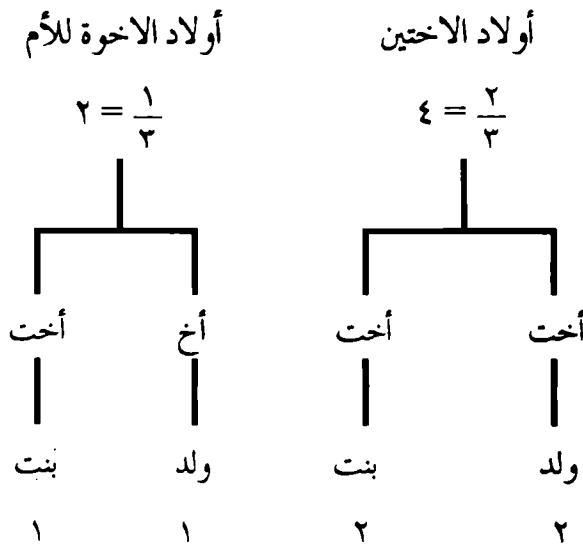 أولاد الاختين أولاد الاخوة للأم
٢/٣ = ٤ ١/٣ = ٢
أخت أخت أخ أخت
ولد بنت ولد بنت
٢ ٢ ١ ١